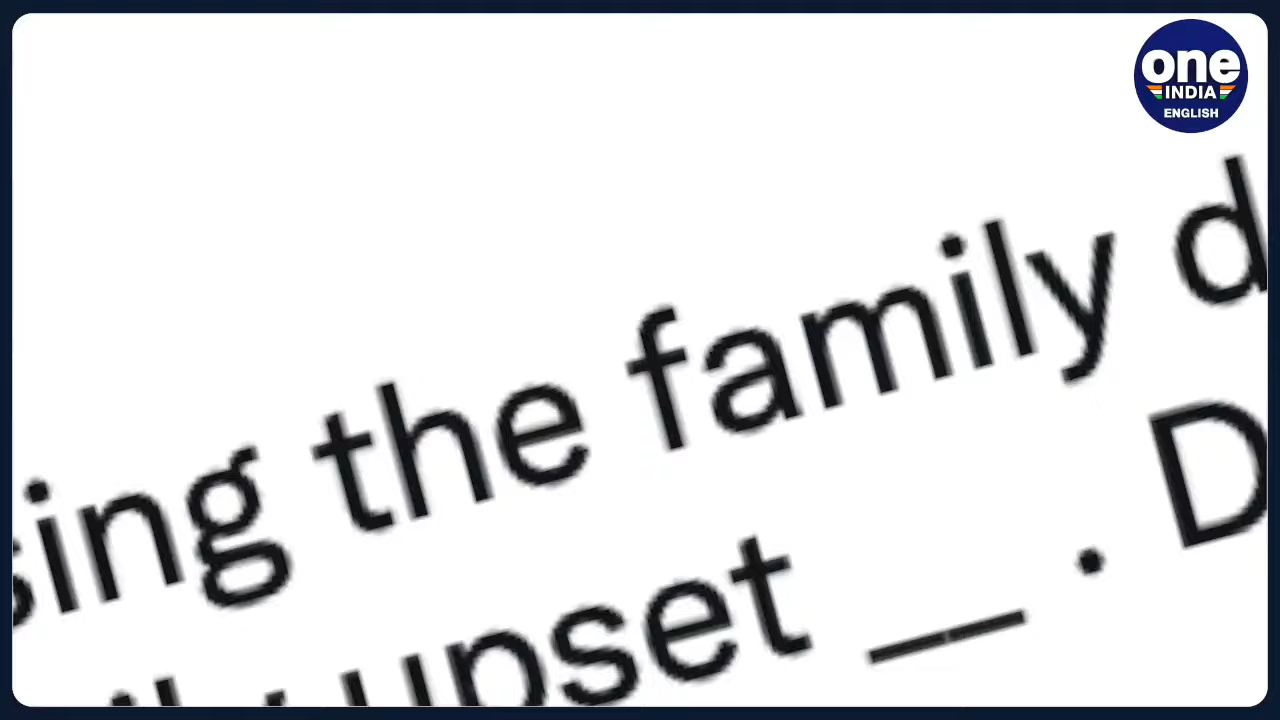 one
INDIA
ENGLISH
sing the family d
upset __ . D